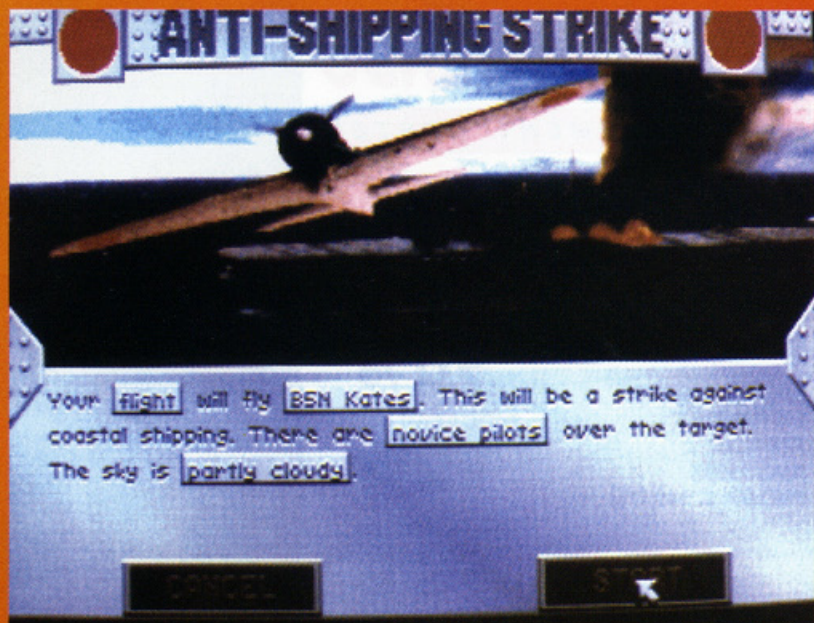 ANTI-SHIPPING STRIKE
Your flight will fly B5N Kates. This will be a strike against
coastal shipping. There are novice pilots over the target.
The sky is partly cloudy.
CANCEL
START